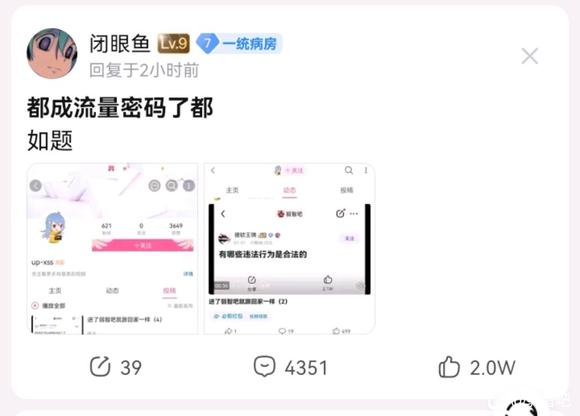 闭眼鱼 Lv.9 7 一统病房
回复于2小时前
都成流量密码了都
如题
621 0 3649
+关注
up-xss
详情
主页 动态 投稿
播放全部
进了弱智吧就跟回家一样（4）
+关注
主页 动态 投稿
弱智吧
关注
有哪些违法行为是合法的
进了弱智吧就跟回家一样（2）
1 19 499
39 4351 2.0W